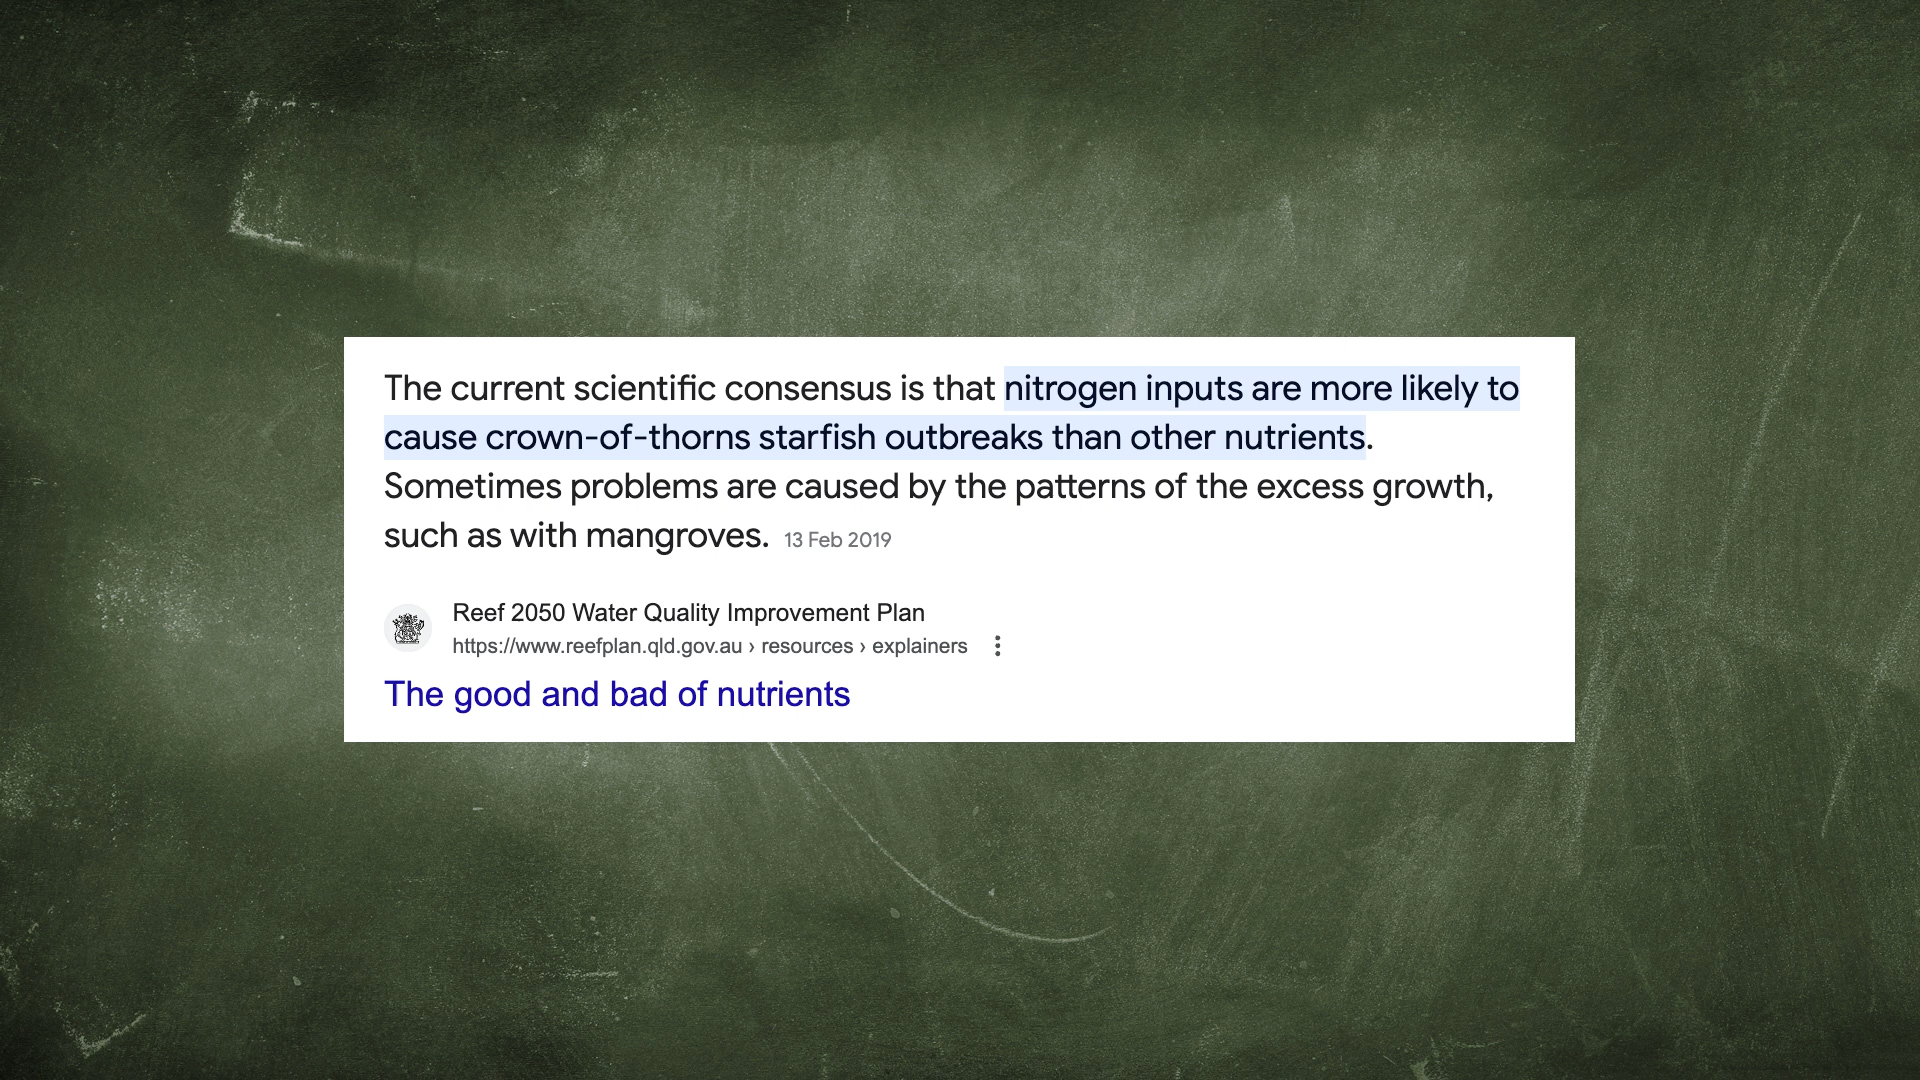 The current scientific consensus is that nitrogen inputs are more likely to
cause crown-of-thorns starfish outbreaks than other nutrients.
Sometimes problems are caused by the patterns of the excess growth,
such as with mangroves. 13 Feb 2019
Reef 2050 Water Quality Improvement Plan
https://www.reefplan.qld.gov.au › resources › explainers
The good and bad of nutrients